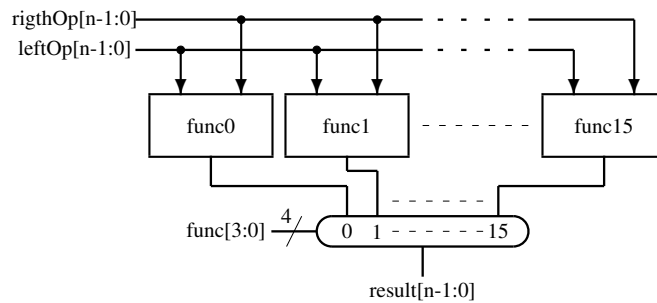 rigthOp[n-1:0]
leftOp[n-1:0]
func0 func1 func15
4
func[3:0] 0 1 15
result[n-1:0]